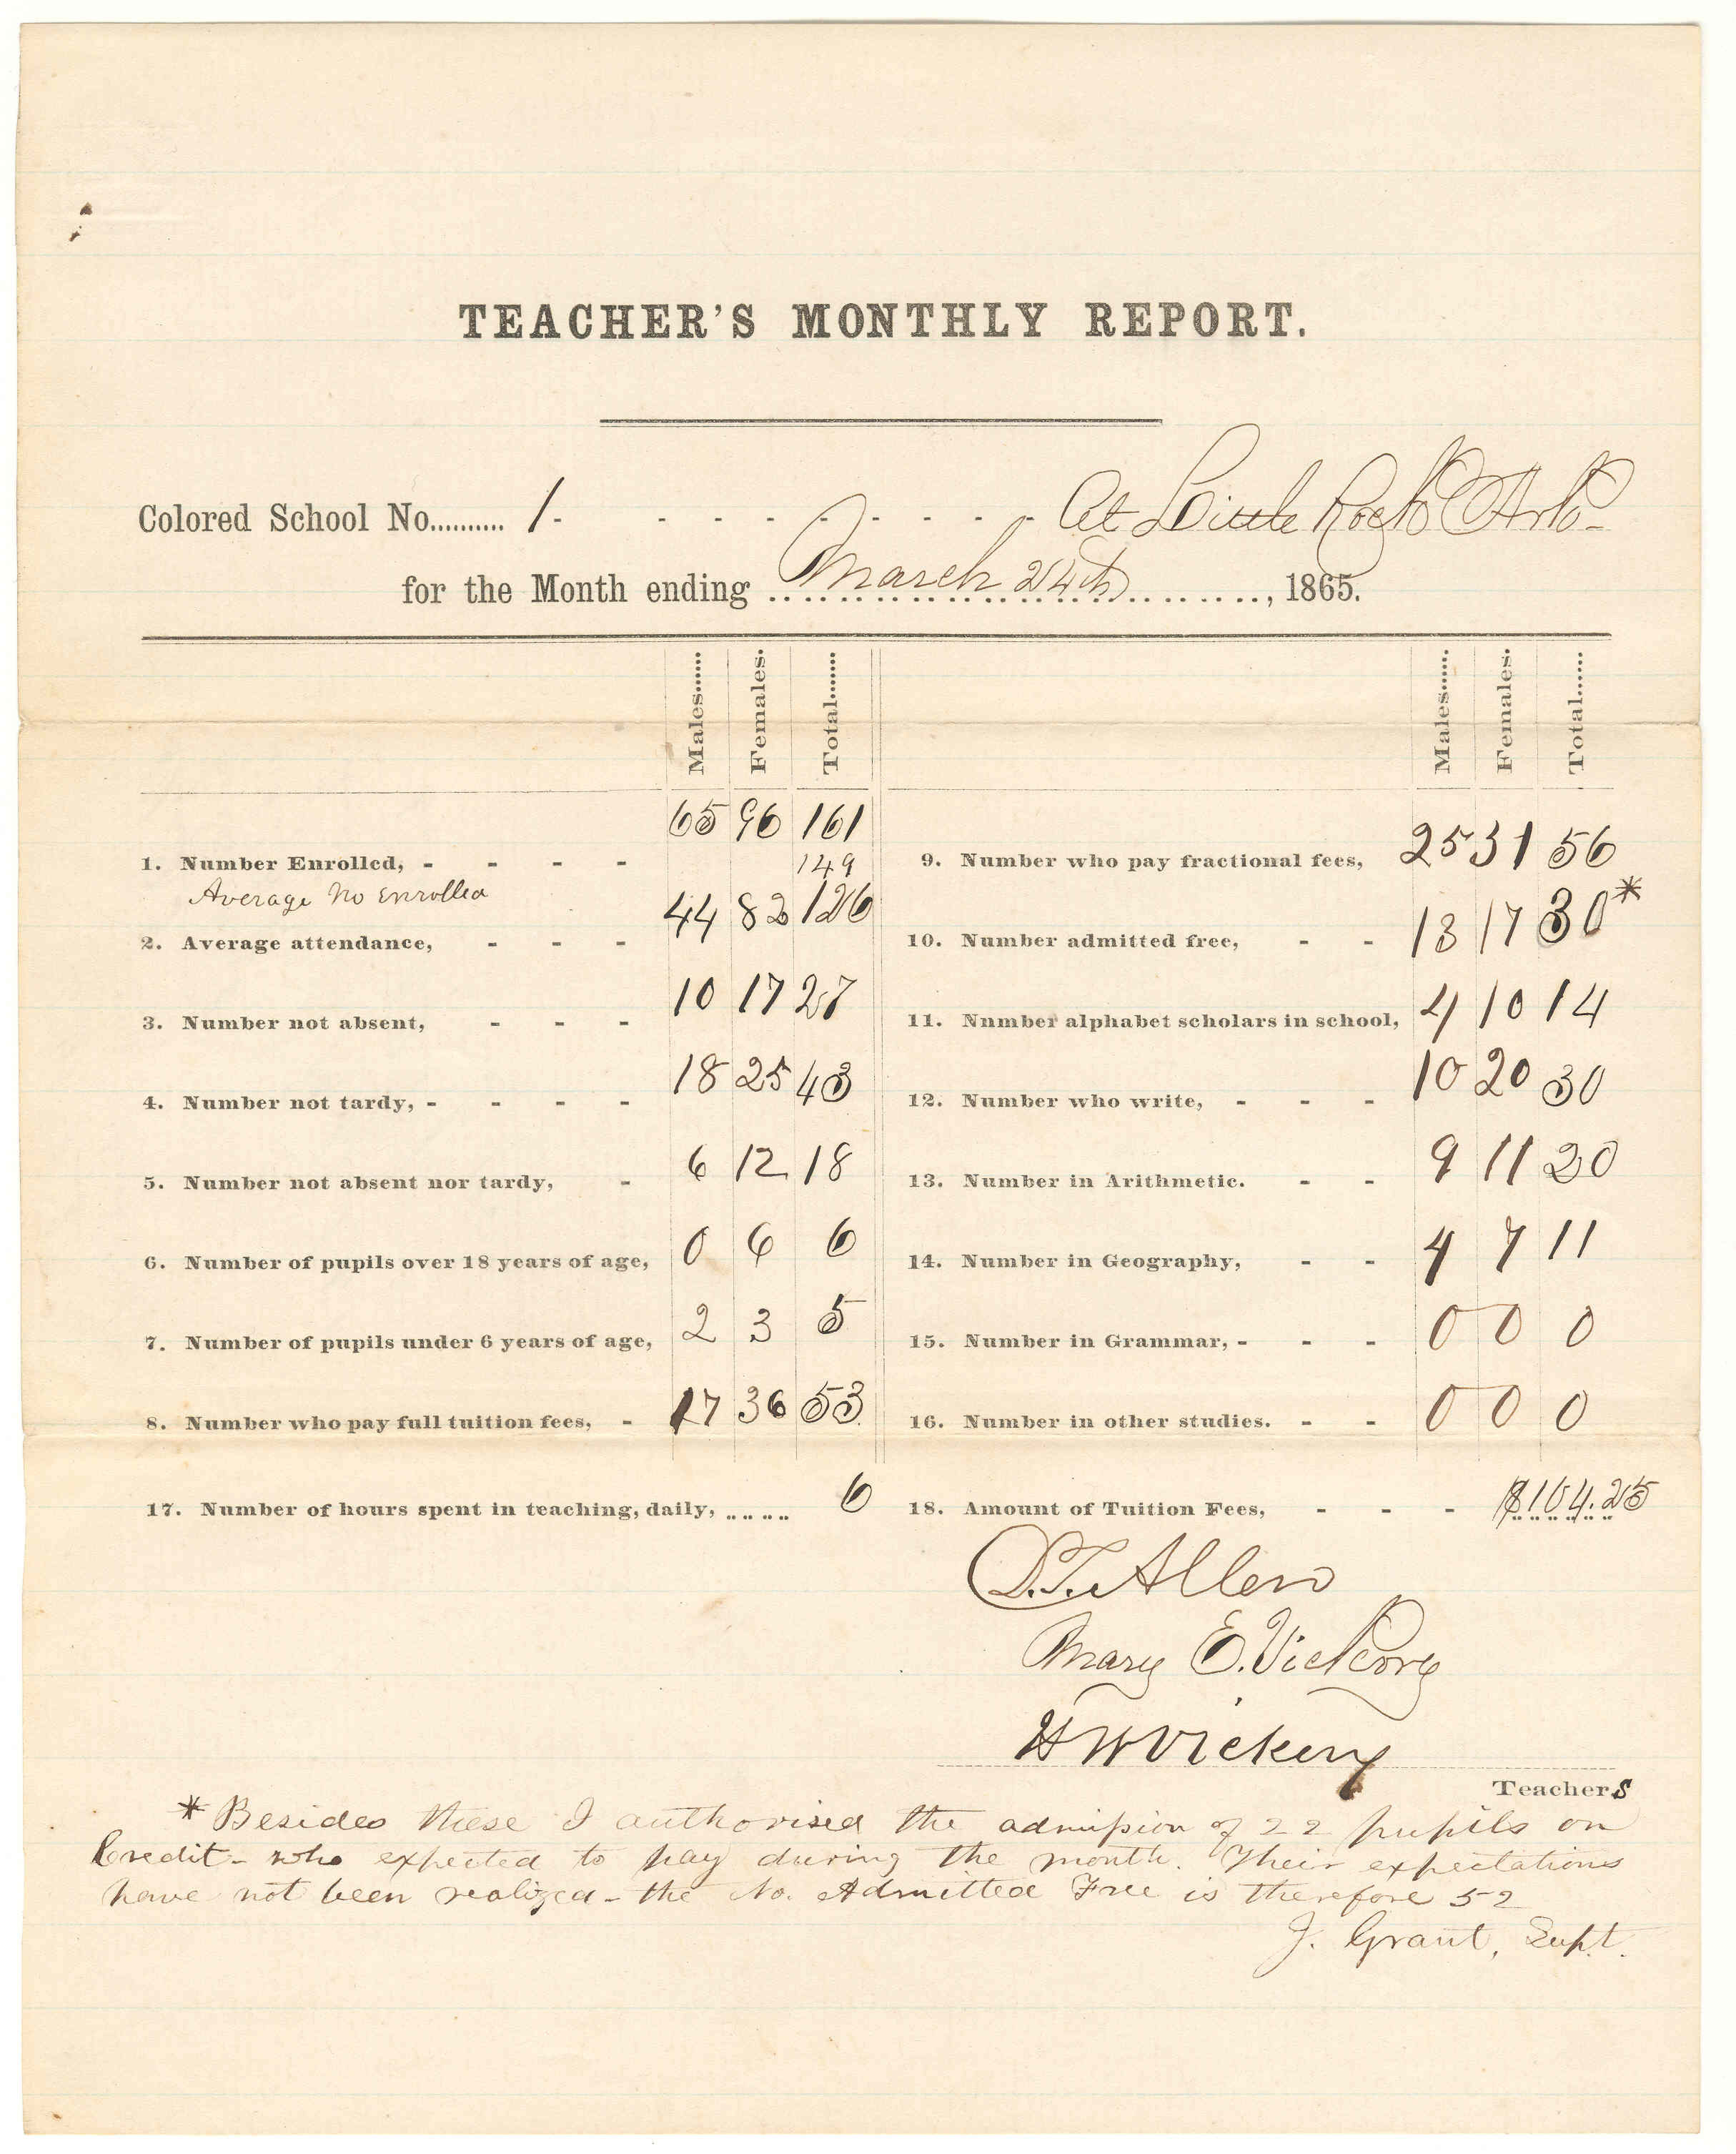 TEACHER'S MONTHLY REPORT.
Colored School No.......... 1 - - - - - - - - - At Little Rock Ark-
for the Month ending March 24th, 1865.
Males...... Females. Total....... Males...... Females. Total......
1. Number Enrolled, - - - - 65 96 161
Average No Enrolled 149
2. Average attendance, - - - 44 82 126
3. Number not absent, - - - 10 17 27
4. Number not tardy, - - - - 18 25 43
5. Number not absent nor tardy, - 6 12 18
6. Number of pupils over 18 years of age, 0 6 6
7. Number of pupils under 6 years of age, 2 3 5
8. Number who pay full tuition fees, - 17 36 53
9. Number who pay fractional fees, 25 31 56
10. Number admitted free, - - 13 17 30*
11. Nnmber alphabet scholars in school, 4 10 14
12. Number who write, - - - 10 20 30
13. Number in Arithmetic. - - 9 11 20
14. Number in Geography, - - 4 7 11
15. Number in Grammar, - - - 0 0 0
16. Number in other studies. - - 0 0 0
17. Number of hours spent in teaching, daily, ........ 6
18. Amount of Tuition Fees, - - - $104.25
D.T. Allen
Mary E. Vickery
H W Vickery
Teachers
* Besides these I authorised the admission of 22 pupils on
Credit - who expected to pay during the month. Their expectations
have not been realized - the No. Admitted Free is therefore 52
J. Grant, Supt.